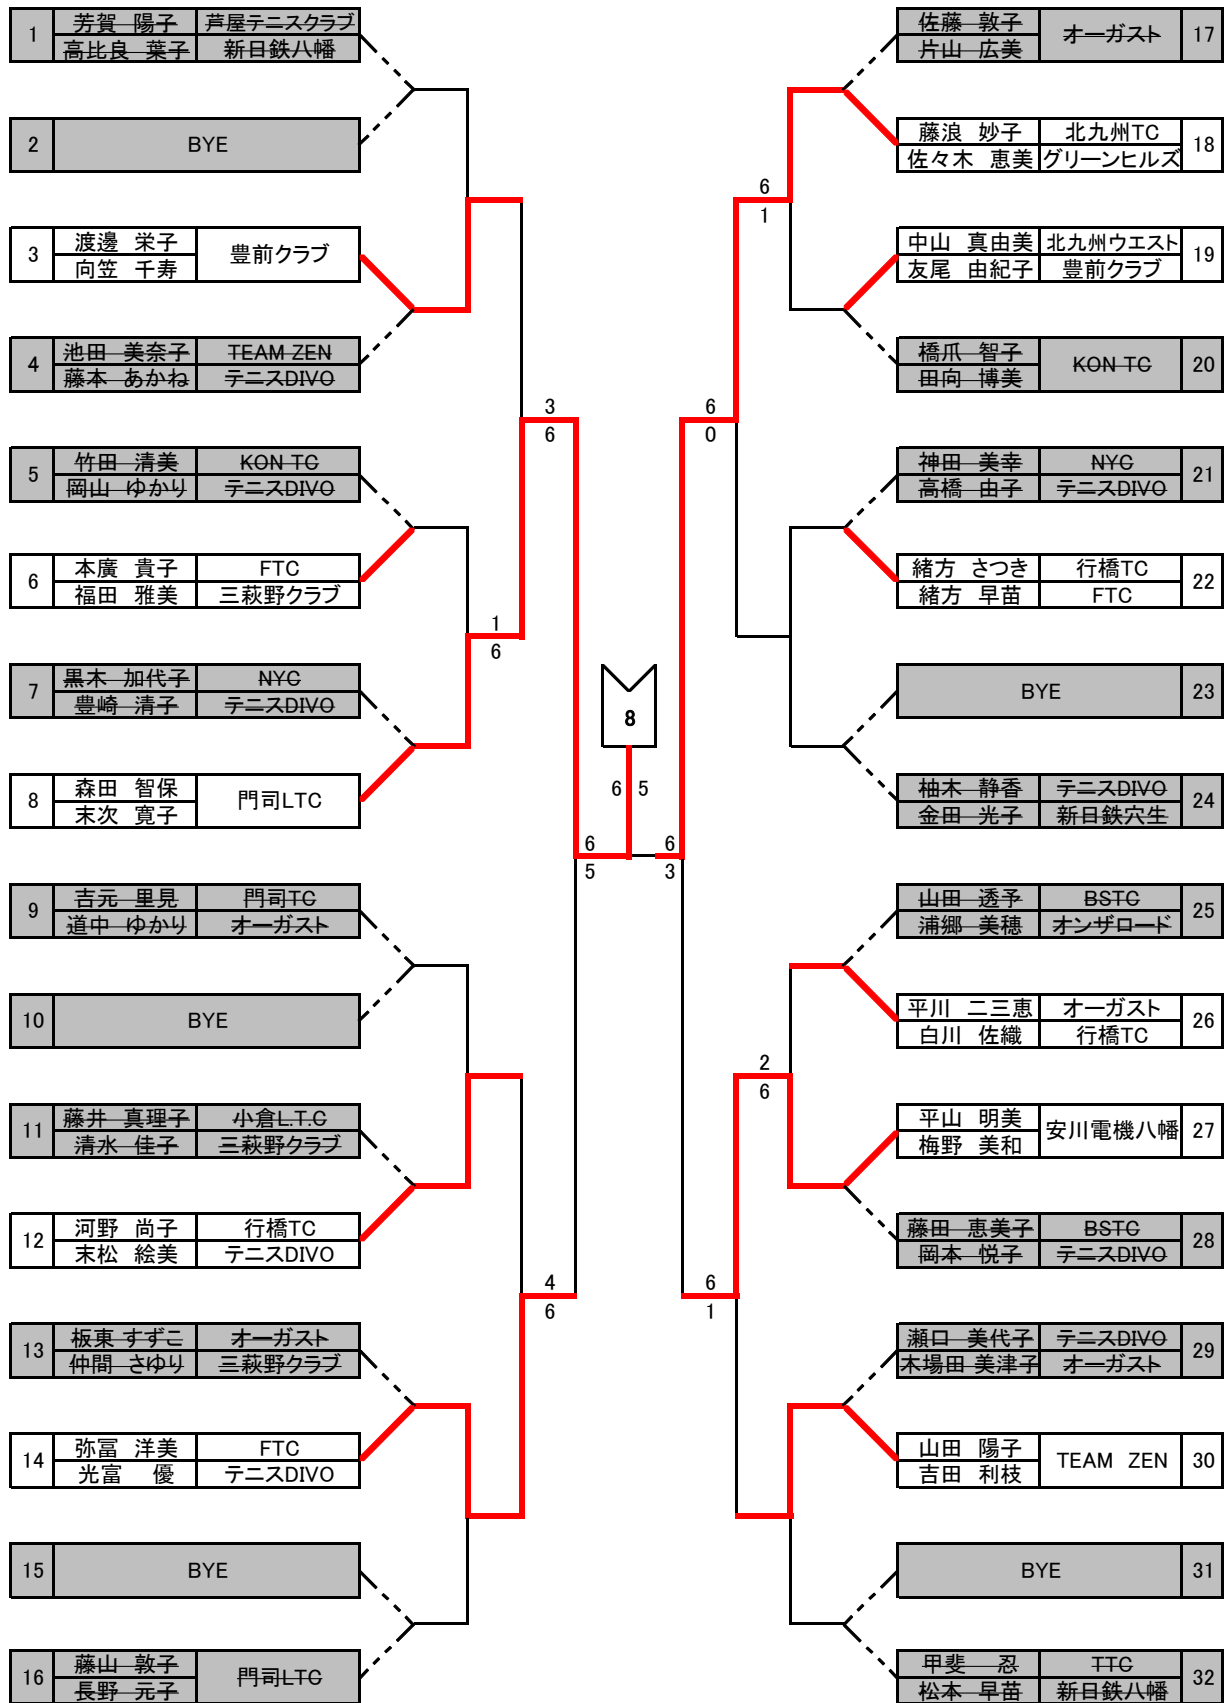 1 芳賀 陽子 芦屋テニスクラブ
高比良 葉子 新日鉄八幡
2 BYE
3 渡邊 栄子 豊前クラブ
向笠 千寿
4 池田 美奈子 TEAM ZEN
藤本 あかね テニスDIVO
5 竹田 清美 KON TC
岡山 ゆかり テニスDIVO
6 本廣 貴子 FTC
福田 雅美 三萩野クラブ
7 黒木 加代子 NYC
豊崎 清子 テニスDIVO
8 森田 智保 門司LTC
末次 寛子
9 吉元 里見 門司TC
道中 ゆかり オーガスト
10 BYE
11 藤井 真理子 小倉L.T.C
清水 佳子 三萩野クラブ
12 河野 尚子 行橋TC
末松 絵美 テニスDIVO
13 板東 すずこ オーガスト
仲間 さゆり 三萩野クラブ
14 弥冨 洋美 FTC
光富 優 テニスDIVO
15 BYE
16 藤山 敦子 門司LTC
長野 元子
3
6
1
6
4
6
6
5
8
6 5
6
3
6
0
6
1
2
6
6
1
佐藤 敦子 オーガスト 17
片山 広美
藤浪 妙子 北九州TC 18
佐々木 恵美 グリーンヒルズ
中山 真由美 北九州ウエスト 19
友尾 由紀子 豊前クラブ
橋爪 智子 KON TC 20
田向 博美
神田 美幸 NYC 21
高橋 由子 テニスDIVO
緒方 さつき 行橋TC 22
緒方 早苗 FTC
BYE 23
柚木 静香 テニスDIVO 24
金田 光子 新日鉄穴生
山田 透予 BSTC 25
浦郷 美穂 オンザロード
平川 二三恵 オーガスト 26
白川 佐織 行橋TC
平山 明美 安川電機八幡 27
梅野 美和
藤田 恵美子 BSTC 28
岡本 悦子 テニスDIVO
瀬口 美代子 テニスDIVO 29
木場田 美津子 オーガスト
山田 陽子 TEAM ZEN 30
吉田 利枝
BYE 31
甲斐 忍 TTC 32
松本 早苗 新日鉄八幡